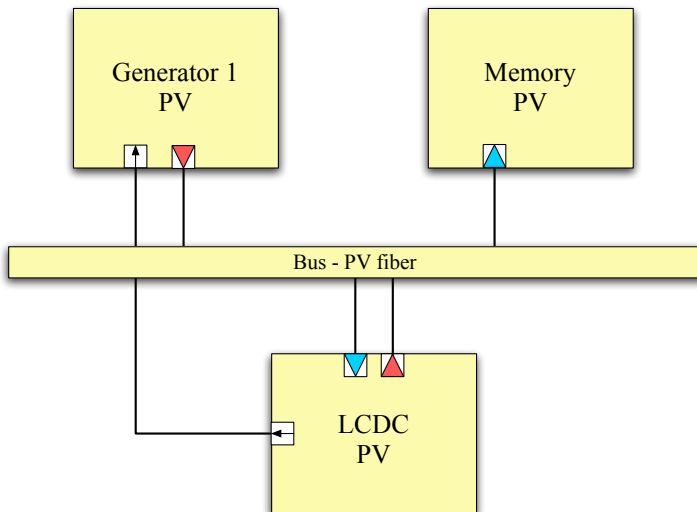 Generator 1
PV
Memory
PV
Bus - PV fiber
LCDC
PV